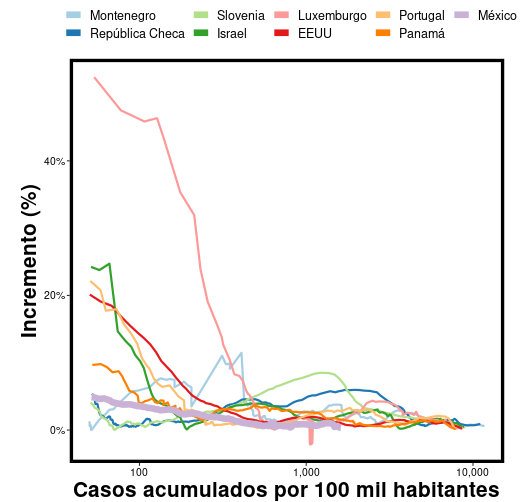 Montenegro Slovenia Luxemburgo Portugal México
República Checa Israel EEUU Panamá
40%
20%
0%
Incremento (%)
100 1,000 10,000
Casos acumulados por 100 mil habitantes